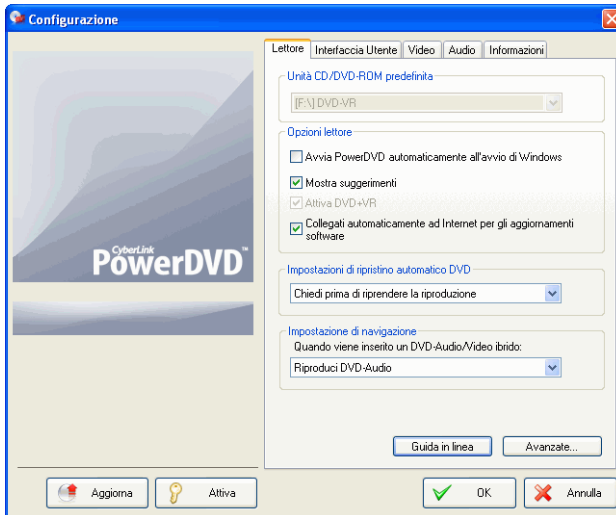 Configurazione
Lettore Interfaccia Utente Video Audio Informazioni
Unità CD/DVD-ROM predefinita
[F:\] DVD-VR
Opzioni lettore
Avvia PowerDVD automaticamente all'avvio di Windows
Mostra suggerimenti
Attiva DVD+VR
Collegati automaticamente ad Internet per gli aggiornamenti
software
CyberLink
PowerDVD™
Impostazioni di ripristino automatico DVD
Chiedi prima di riprendere la riproduzione
Impostazione di navigazione
Quando viene inserito un DVD-Audio/Video ibrido:
Riproduci DVD-Audio
Guida in linea Avanzate...
Aggiorna Attiva OK Annulla